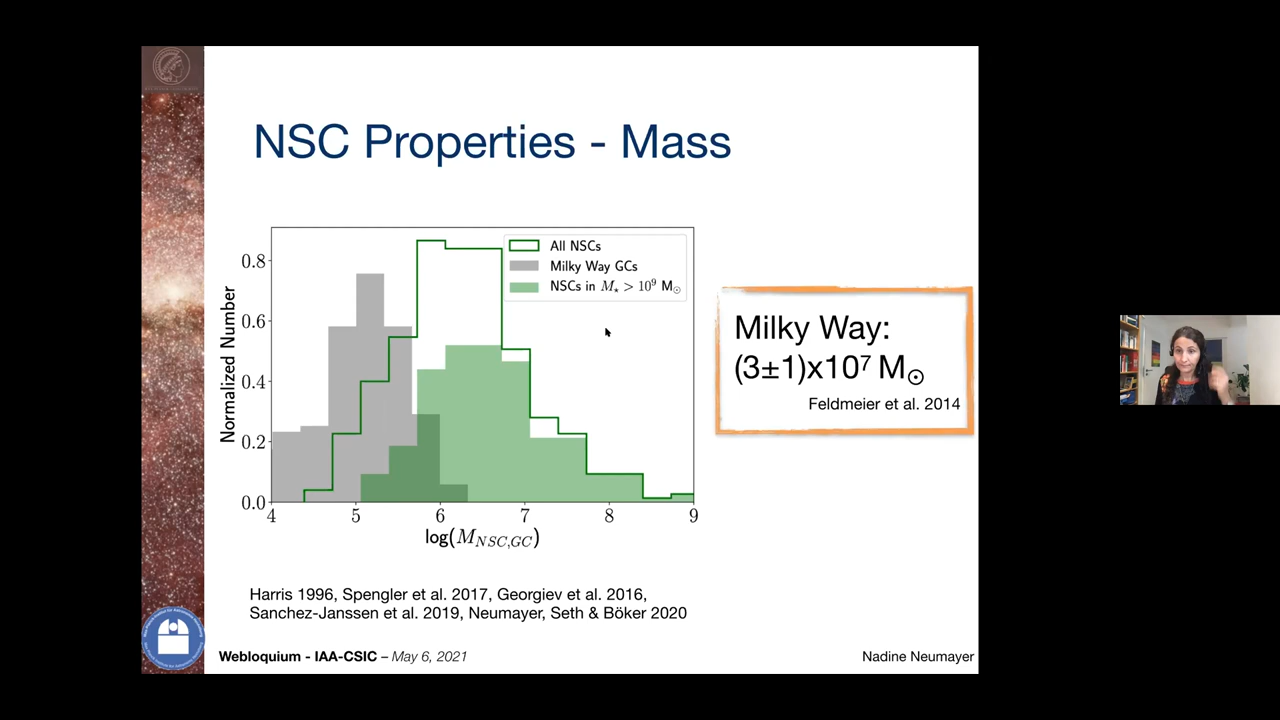 NSC Properties - Mass
Normalized Number
0.8
0.6
0.4
0.2
0.0
4 5 6 7 8 9
log(M_NSC,GC)
All NSCs
Milky Way GCs
NSCs in M⋆ > 10⁹ M☉
Milky Way:
(3±1)x10⁷ M☉
Feldmeier et al. 2014
Harris 1996, Spengler et al. 2017, Georgiev et al. 2016,
Sanchez-Janssen et al. 2019, Neumayer, Seth & Böker 2020
Webloquium - IAA-CSIC – May 6, 2021
Nadine Neumayer